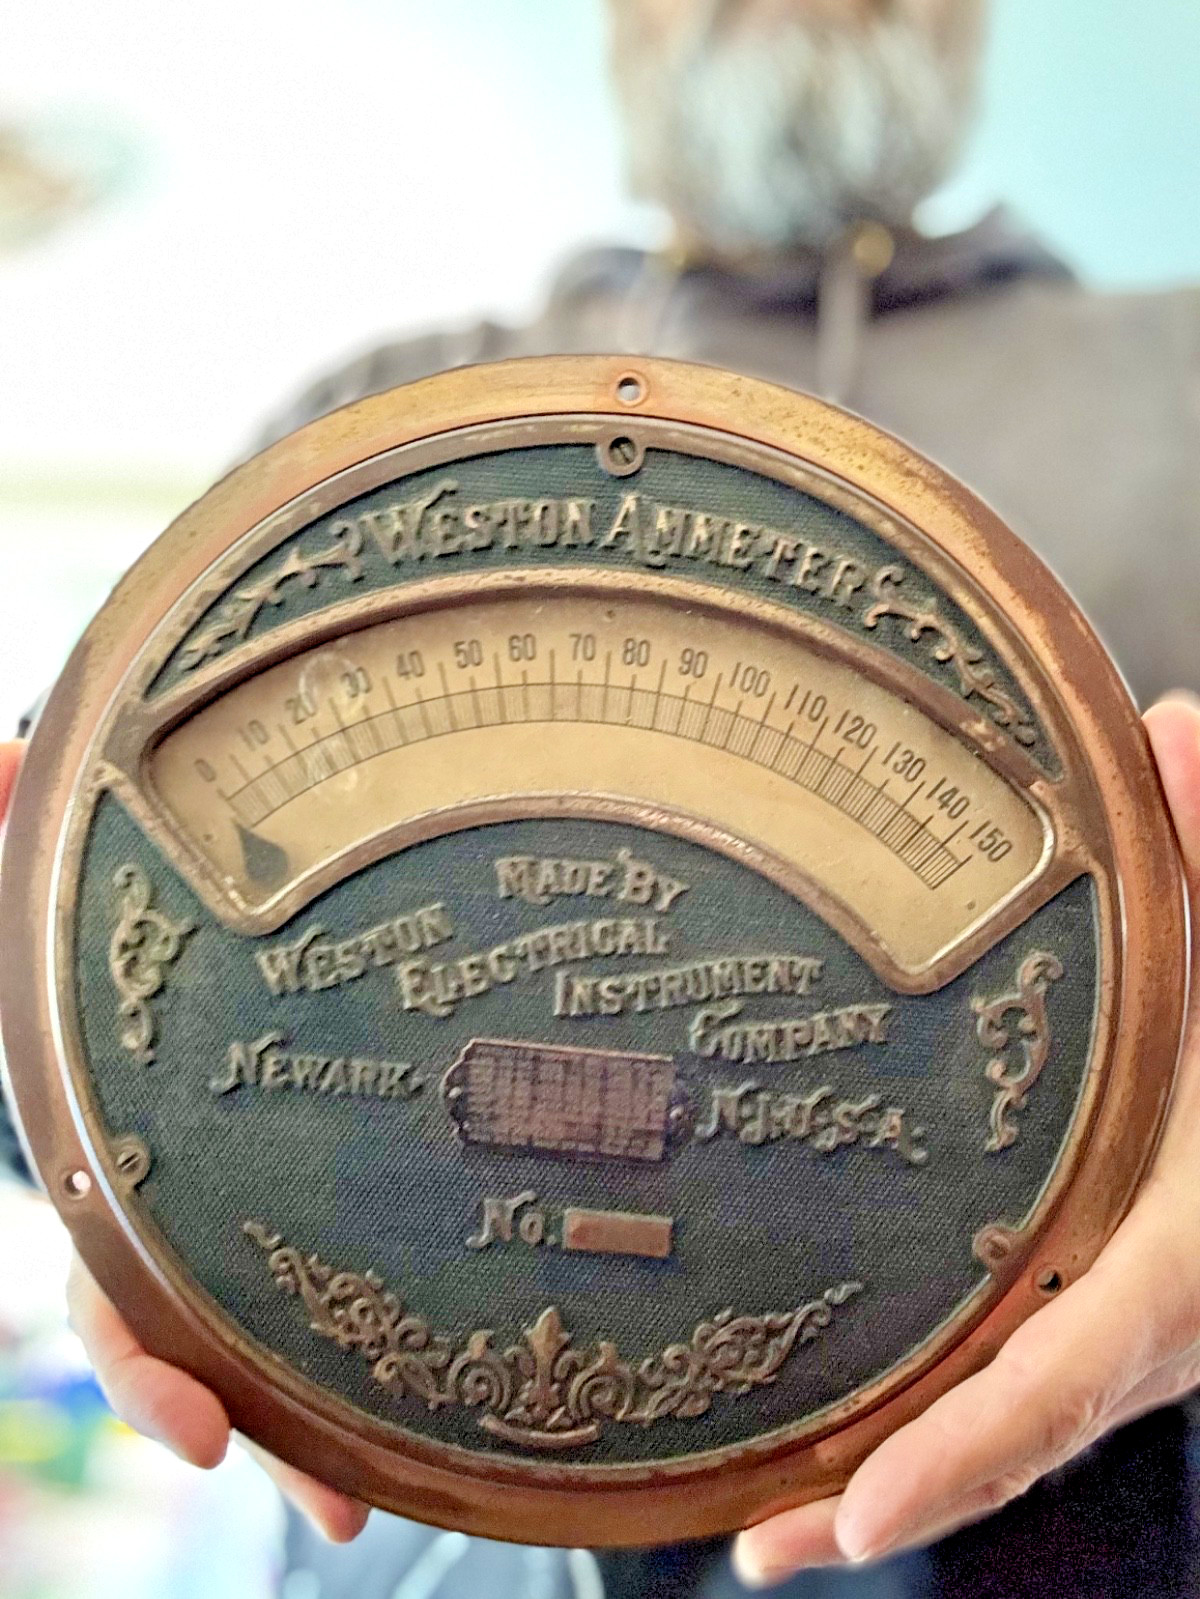 WESTON AMMETER
0 10 20 30 40 50 60 70 80 90 100 110 120 130 140 150
MADE BY
WESTON
ELECTRICAL
INSTRUMENT
COMPANY
NEWARK. N.J.U.S.A.
No.